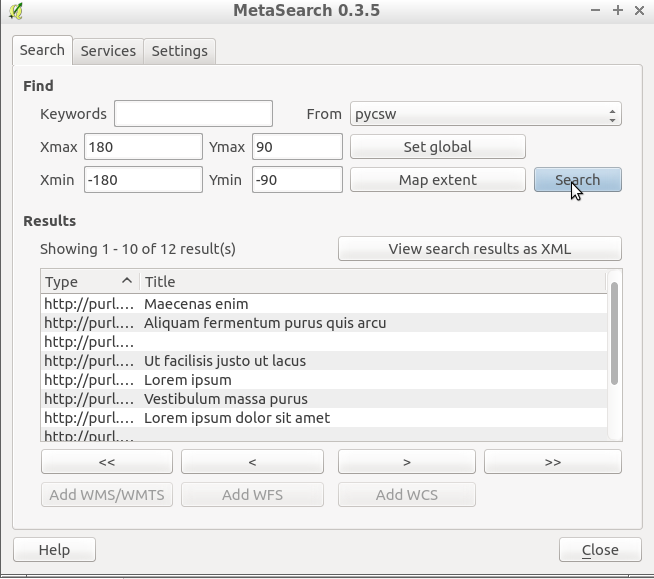 MetaSearch 0.3.5
Search Services Settings
Find
Keywords From pycsw
Xmax 180 Ymax 90 Set global
Xmin -180 Ymin -90 Map extent Search
Results
Showing 1 - 10 of 12 result(s) View search results as XML
Type Title
http://purl.... Maecenas enim
http://purl.... Aliquam fermentum purus quis arcu
http://purl....
http://purl.... Ut facilisis justo ut lacus
http://purl.... Lorem ipsum
http://purl.... Vestibulum massa purus
http://purl.... Lorem ipsum dolor sit amet
http://purl....
<< < > >>
Add WMS/WMTS Add WFS Add WCS
Help Close